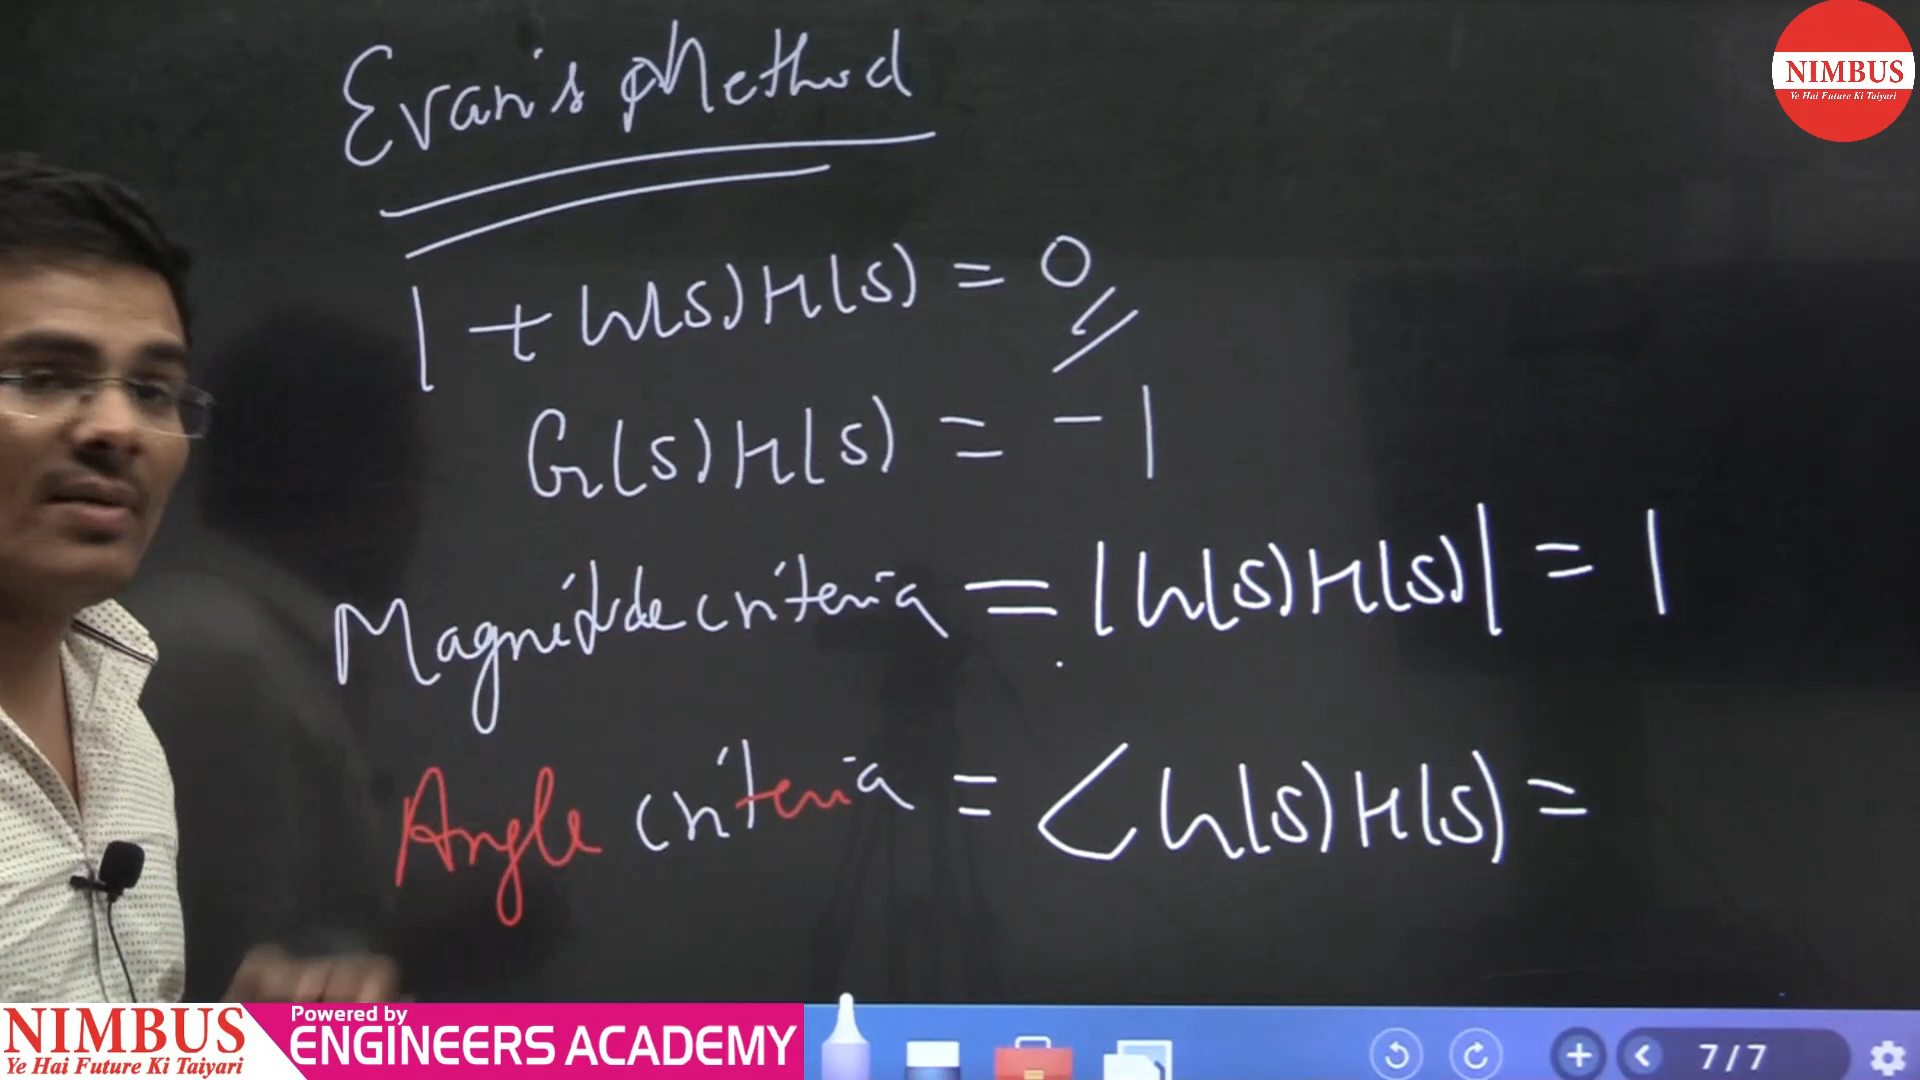 Evan's Method
1 + G(s)H(s) = 0
G(s)H(s) = -1
Magnitude criteria = |G(s)H(s)| = 1
Angle criteria = ∠G(s)H(s) =
NIMBUS
Ye Hai Future Ki Taiyari
NIMBUS
Ye Hai Future Ki Taiyari
Powered by
ENGINEERS ACADEMY
7/7